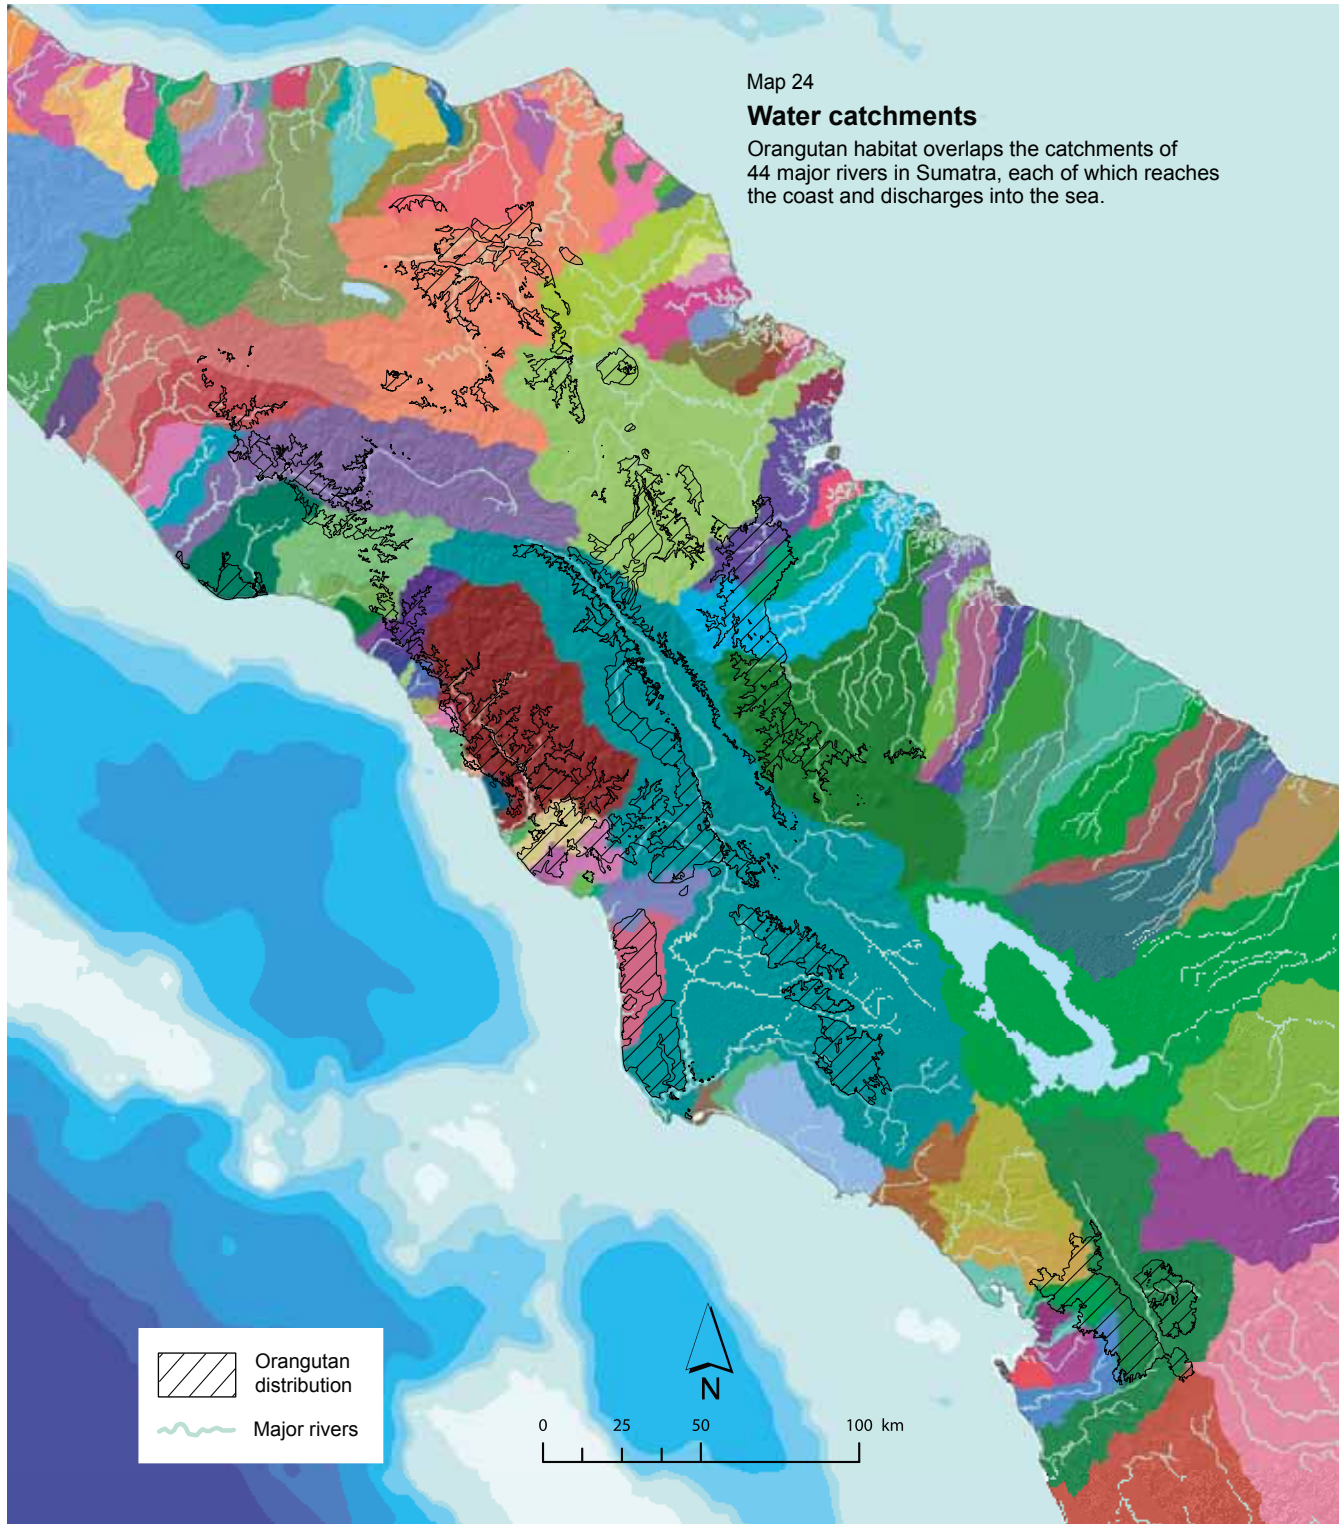 Map 24
Water catchments
Orangutan habitat overlaps the catchments of
44 major rivers in Sumatra, each of which reaches
the coast and discharges into the sea.
Orangutan
distribution
Major rivers
N
0 25 50 100 km